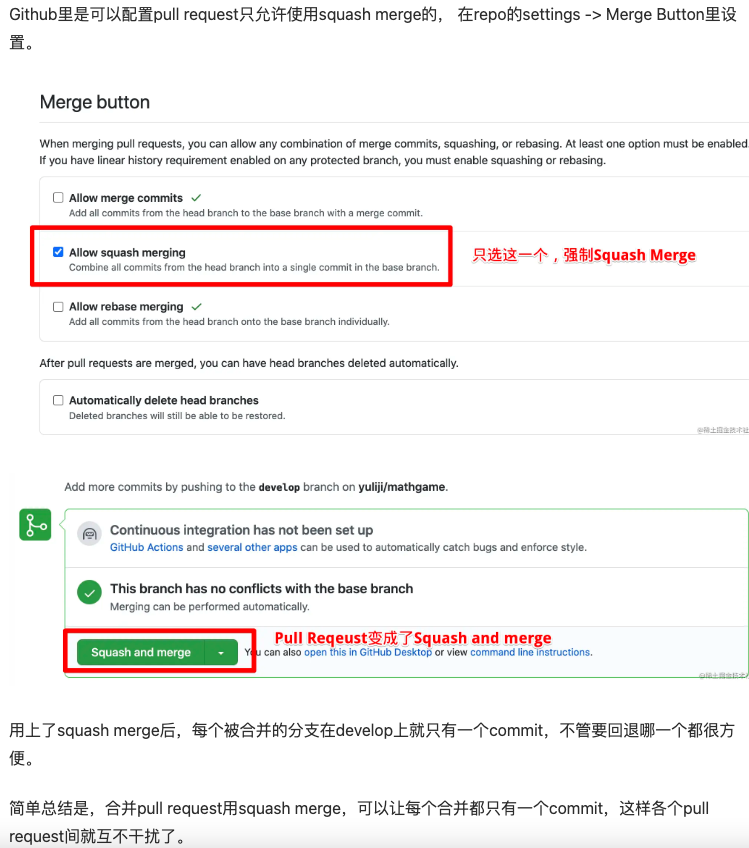 Github里是可以配置pull request只允许使用squash merge的， 在repo的settings -> Merge Button里设
置。
Merge button
When merging pull requests, you can allow any combination of merge commits, squashing, or rebasing. At least one option must be enabled.
If you have linear history requirement enabled on any protected branch, you must enable squashing or rebasing.
Allow merge commits
Add all commits from the head branch to the base branch with a merge commit.
Allow squash merging
Combine all commits from the head branch into a single commit in the base branch.
只选这一个，强制Squash Merge
Allow rebase merging
Add all commits from the head branch onto the base branch individually.
After pull requests are merged, you can have head branches deleted automatically.
Automatically delete head branches
Deleted branches will still be able to be restored.
@稀土掘金技术社
Add more commits by pushing to the develop branch on yuliji/mathgame.
Continuous integration has not been set up
GitHub Actions and several other apps can be used to automatically catch bugs and enforce style.
This branch has no conflicts with the base branch
Merging can be performed automatically.
Pull Reqeust变成了Squash and merge
Squash and merge
You can also open this in GitHub Desktop or view command line instructions.
@稀土掘金技术
用上了squash merge后，每个被合并的分支在develop上就只有一个commit，不管要回退哪一个都很方
便。
简单总结是，合并pull request用squash merge，可以让每个合并都只有一个commit，这样各个pull
request间就互不干扰了。